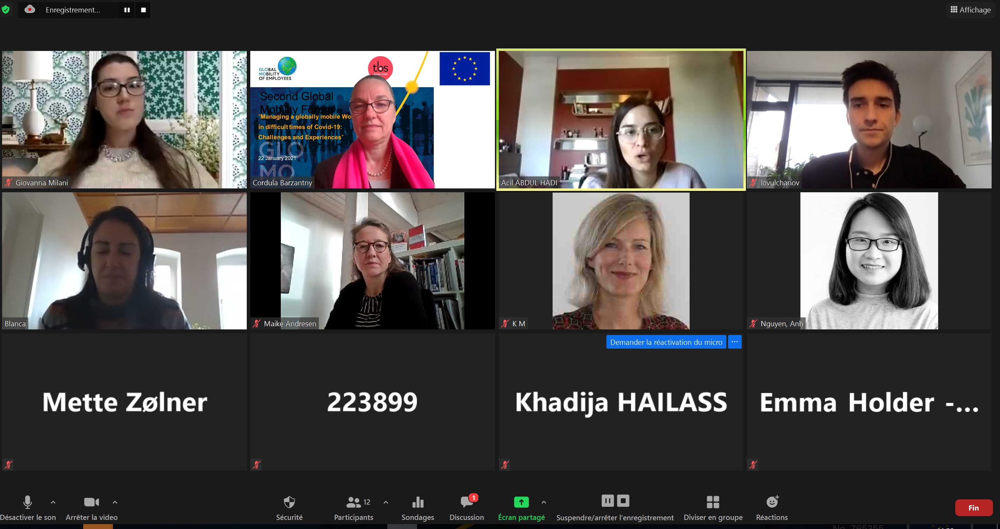 Enregistrement...
Affichage
GLOBAL
MOBILITY
OF EMPLOYEES
tbs
Business School
Second Global
Mobility Forum
"Managing a globally mobile Wo
in difficult times of Covid-19:
Challenges and Experiences"
GLO
22 January 2021
MO
Giovanna Milani
Cordula Barzantny
Acil ABDUL HADI
iovulchanov
Blanca
Maike Andresen
K M
Nguyen, Anh
Demander la réactivation du micro ...
Mette Zølner
223899
Khadija HAILASS
Emma Holder -...
Désactiver le son
Arrêter la video
Sécurité
12
Participants
Sondages
1
Discussion
Écran partagé
Suspendre/arrêter l'enregistrement
Diviser en groupe
Réactions
Fin